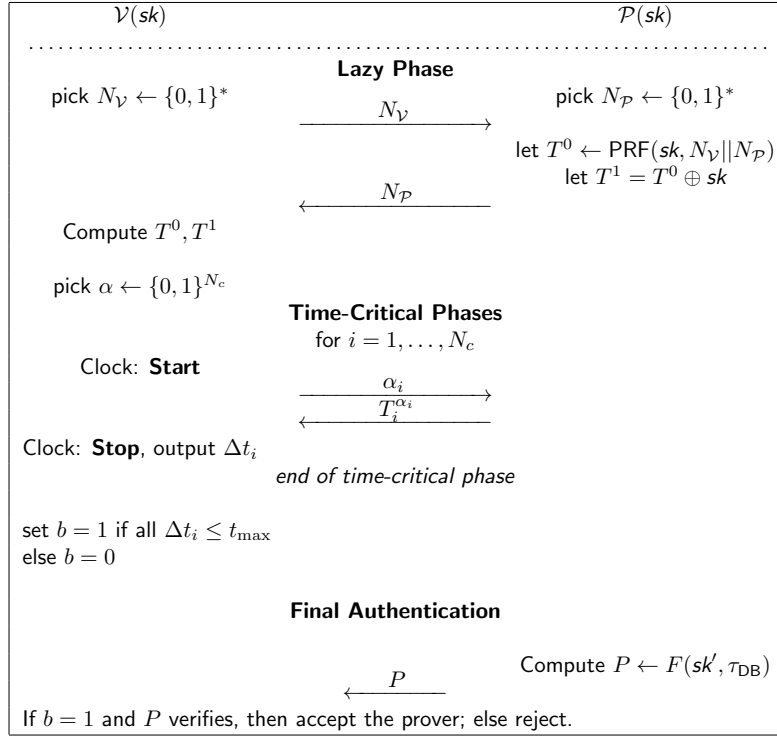 𝒱(sk) 𝒫(sk)
Lazy Phase
pick N_𝒱 ← {0, 1}^* pick N_𝒫 ← {0, 1}^*
N_𝒱
let T^0 ← PRF(sk, N_𝒱||N_𝒫)
let T^1 = T^0 ⊕ sk
N_𝒫
Compute T^0, T^1
pick α ← {0, 1}^{N_c}
Time-Critical Phases
for i = 1, . . . , N_c
Clock: Start
α_i
T_i^{α_i}
Clock: Stop, output Δt_i
end of time-critical phase
set b = 1 if all Δt_i ≤ t_max
else b = 0
Final Authentication
Compute P ← F(sk′, τ_DB)
P
If b = 1 and P verifies, then accept the prover; else reject.